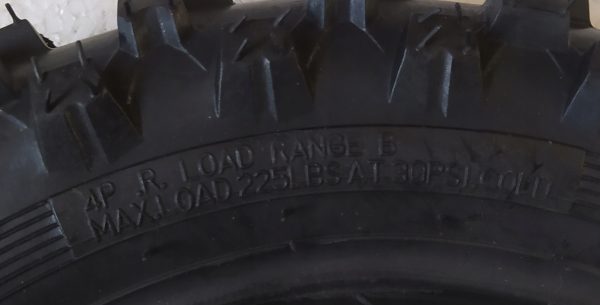 4P.R. LOAD RANGE B
MAX.LOAD 225LBS AT 30PSI.COLD